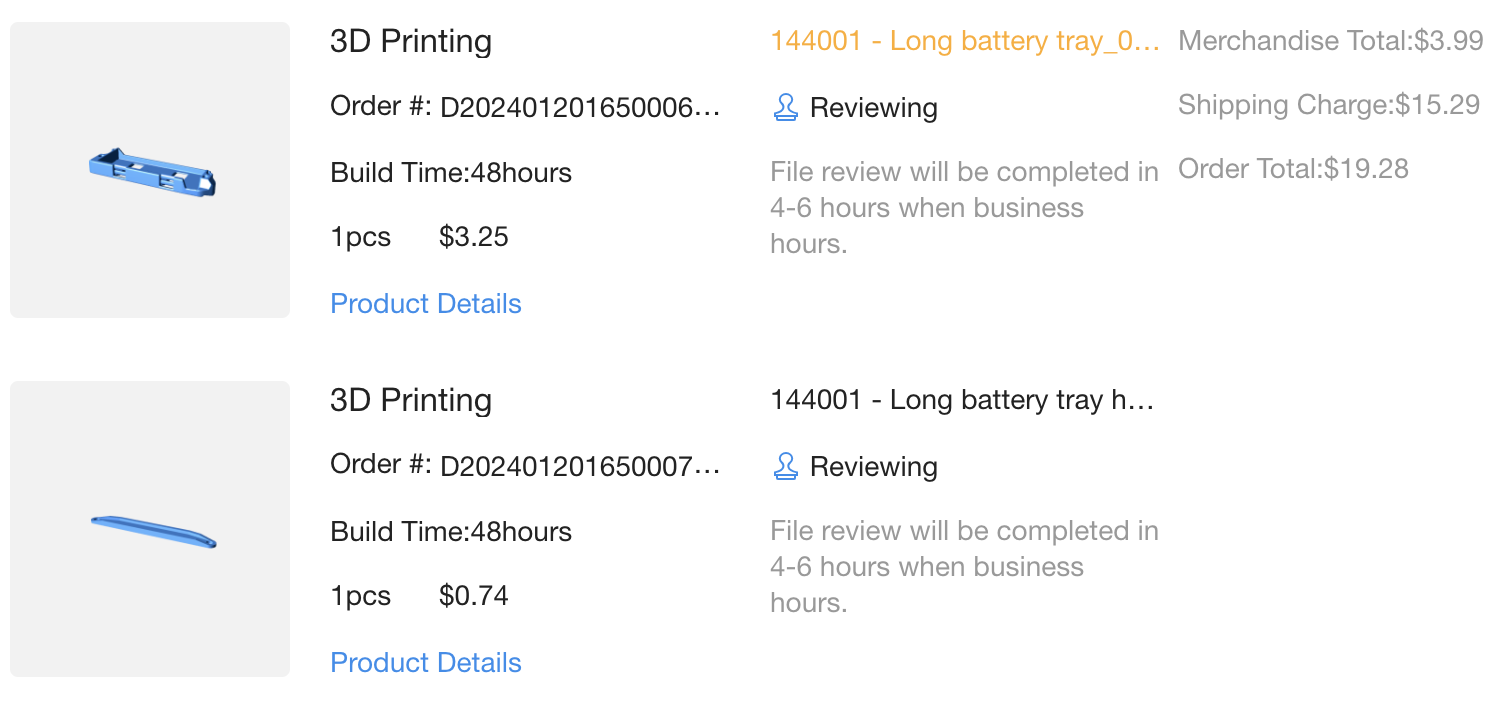 3D Printing
Order #: D202401201650006...
Build Time:48hours
1pcs $3.25
Product Details
144001 - Long battery tray_0...
Reviewing
File review will be completed in
4-6 hours when business
hours.
Merchandise Total:$3.99
Shipping Charge:$15.29
Order Total:$19.28
3D Printing
Order #: D202401201650007...
Build Time:48hours
1pcs $0.74
Product Details
144001 - Long battery tray h...
Reviewing
File review will be completed in
4-6 hours when business
hours.